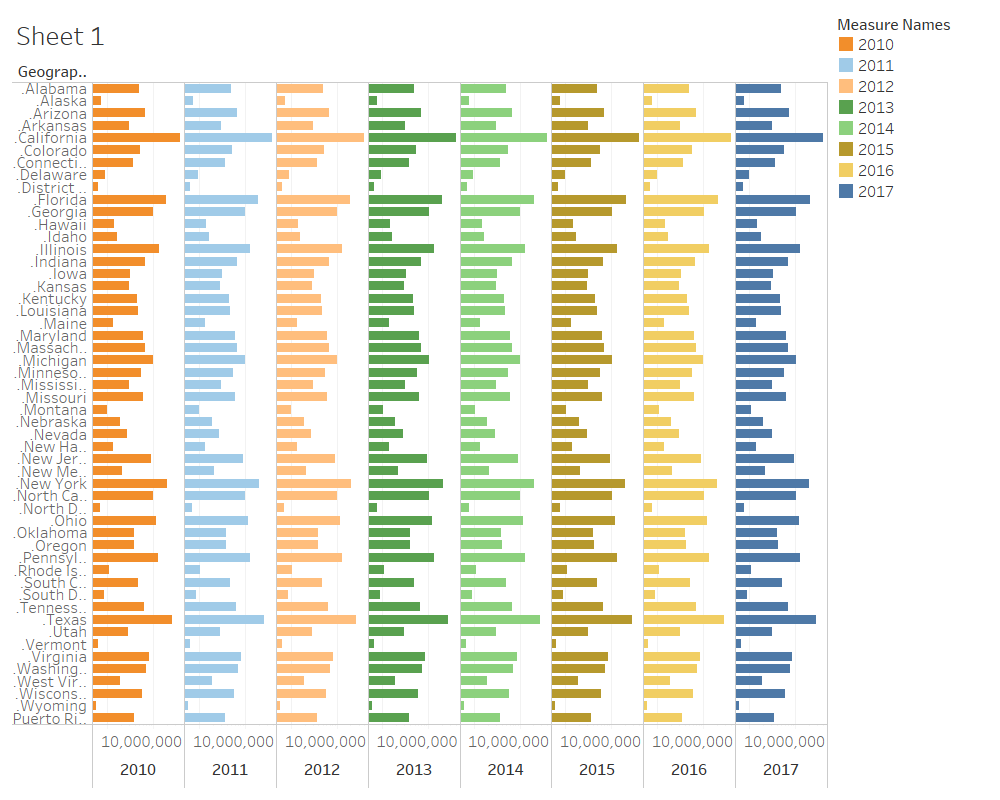 Sheet 1
Measure Names
2010
2011
2012
2013
2014
2015
2016
2017
Geograp..
.Alabama
.Alaska
.Arizona
.Arkansas
.California
.Colorado
.Connecti..
.Delaware
.District ..
.Florida
.Georgia
.Hawaii
.Idaho
.Illinois
.Indiana
.Iowa
.Kansas
.Kentucky
.Louisiana
.Maine
.Maryland
.Massach..
.Michigan
.Minneso..
.Mississi..
.Missouri
.Montana
.Nebraska
.Nevada
.New Ha..
.New Jer..
.New Me..
.New York
.North Ca..
.North D..
.Ohio
.Oklahoma
.Oregon
.Pennsyl..
.Rhode Is..
.South C..
.South D..
.Tenness..
.Texas
.Utah
.Vermont
.Virginia
.Washing..
.West Vir..
.Wiscons..
.Wyoming
Puerto Ri..
10,000,000 10,000,000 10,000,000 10,000,000 10,000,000 10,000,000 10,000,000 10,000,000
2010 2011 2012 2013 2014 2015 2016 2017